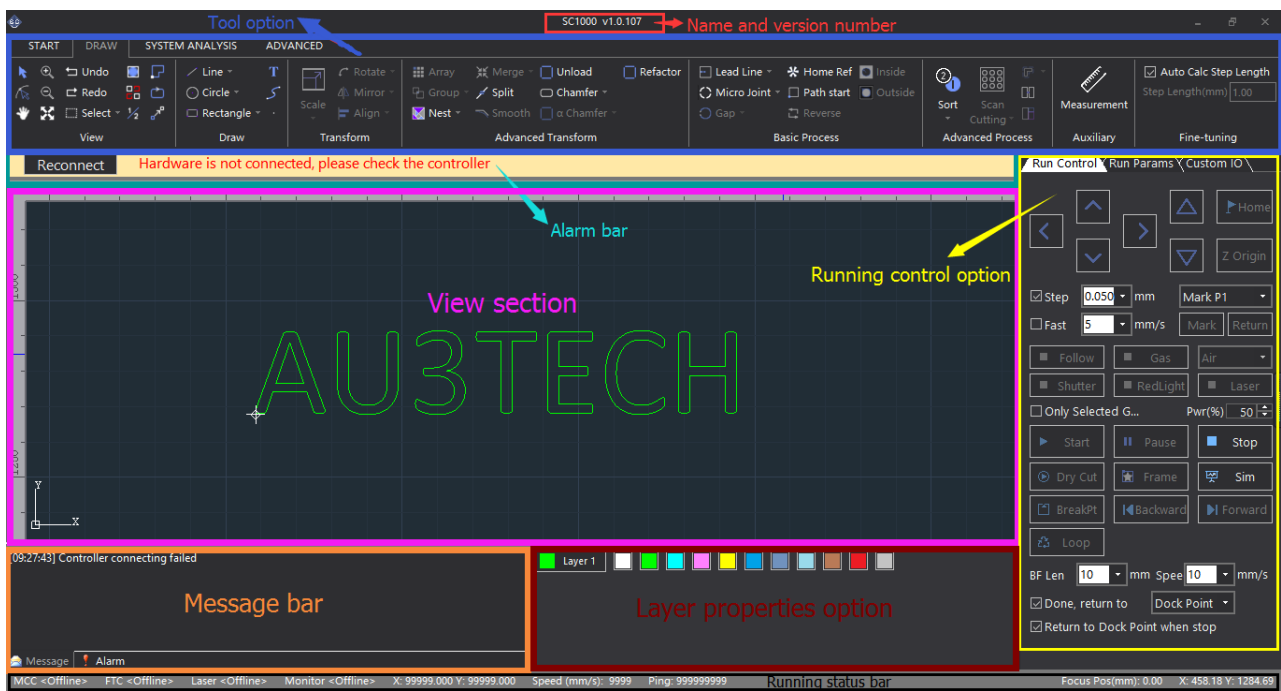 Tool option
SC1000 v1.0.107
Name and version number
START DRAW SYSTEM ANALYSIS ADVANCED
Undo Line T Rotate Array Merge Unload Refactor Lead Line Home Ref Inside Auto Calc Step Length
Redo Circle Mirror Group Split Chamfer Micro Joint Path start Outside Step Length(mm) 1.00
Select 1/2 Rectangle Scale Align Nest Smooth α Chamfer Gap Reverse Sort Scan Cutting Measurement
View Draw Transform Advanced Transform Basic Process Advanced Process Auxiliary Fine-tuning
Reconnect Hardware is not connected, please check the controller
Run Control Run Params Custom IO
Alarm bar
Home
Z Origin
Running control option
View section
1300
1250
AU3TECH
Y
X
Step 0.050 mm Mark P1
Fast 5 mm/s Mark Return
Follow Gas Air
Shutter RedLight Laser
Only Selected G... Pwr(%) 50
Start Pause Stop
Dry Cut Frame Sim
BreakPt Backward Forward
Loop
BF Len 10 mm Spee 10 mm/s
Done, return to Dock Point
Return to Dock Point when stop
[09:27:43] Controller connecting failed
Message bar
Message Alarm
Layer 1
Layer properties option
MCC <Offline> FTC <Offline> Laser <Offline> Monitor <Offline> X: 99999.000 Y: 99999.000 Speed (mm/s): 9999 Ping: 999999999 Running status bar Focus Pos(mm): 0.00 X: 458.18 Y: 1284.69